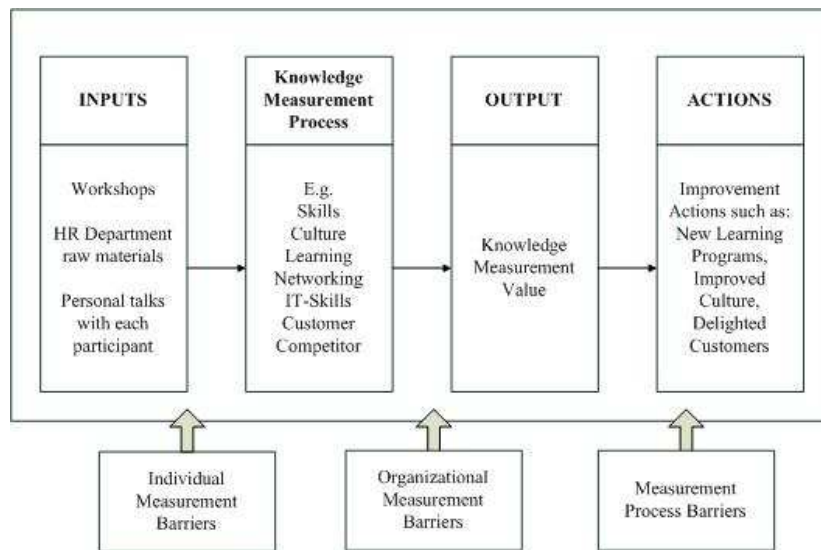 INPUTS
Workshops
HR Department
raw materials
Personal talks
with each
participant
Knowledge
Measurement
Process
E.g.
Skills
Culture
Learning
Networking
IT-Skills
Customer
Competitor
OUTPUT
Knowledge
Measurement
Value
ACTIONS
Improvement
Actions such as:
New Learning
Programs,
Improved
Culture,
Delighted
Customers
Individual
Measurement
Barriers
Organizational
Measurement
Barriers
Measurement
Process Barriers